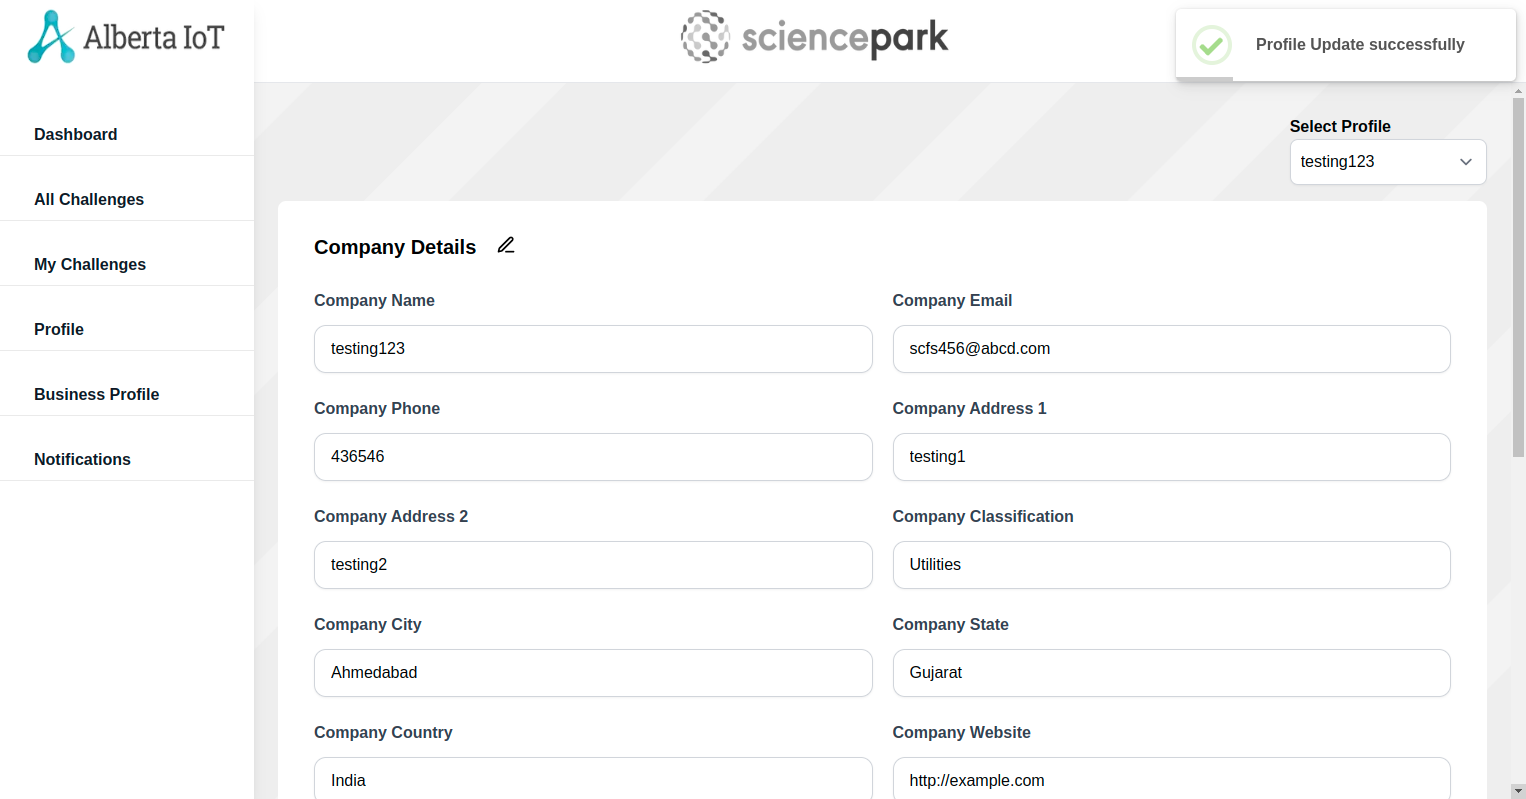 Alberta IoT
sciencepark
Profile Update successfully
Dashboard
All Challenges
My Challenges
Profile
Business Profile
Notifications
Select Profile
testing123
Company Details
Company Name
Company Email
testing123
scfs456@abcd.com
Company Phone
Company Address 1
436546
testing1
Company Address 2
Company Classification
testing2
Utilities
Company City
Company State
Ahmedabad
Gujarat
Company Country
Company Website
India
http://example.com